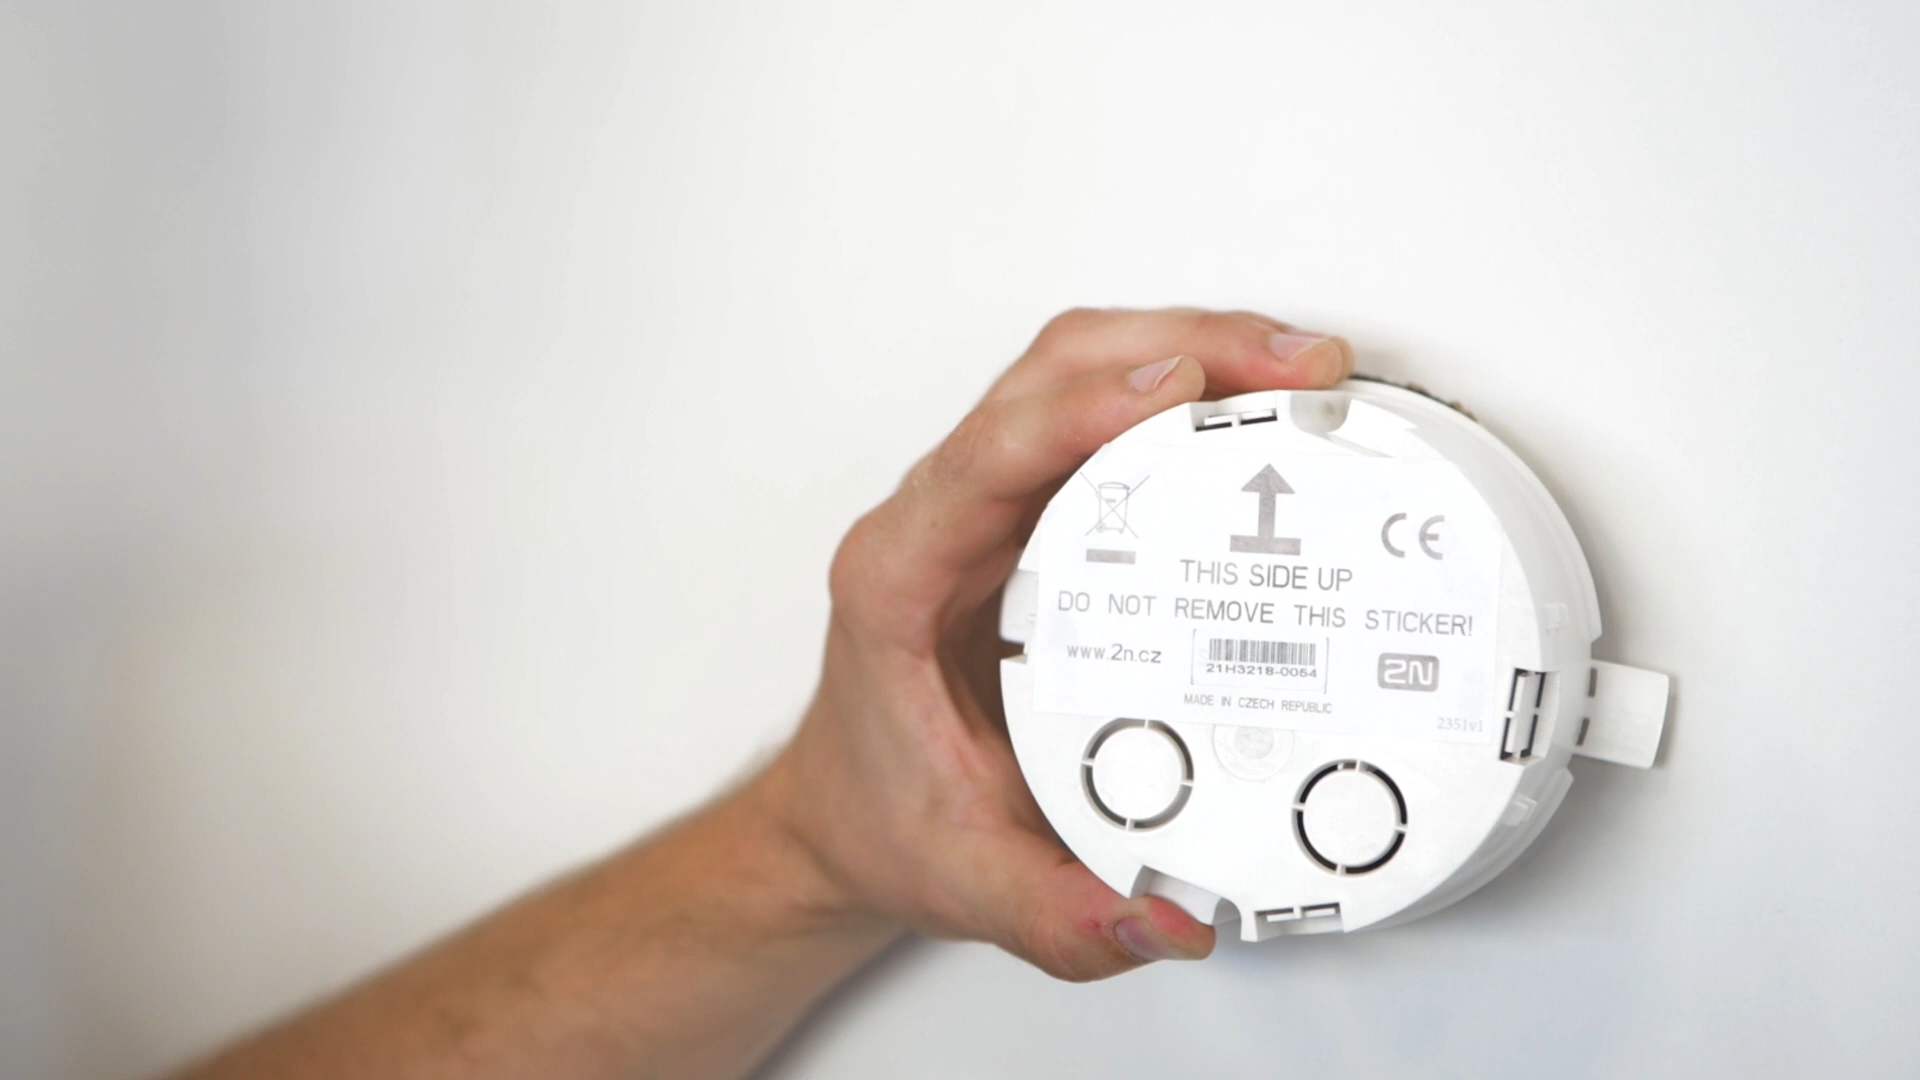 CE
THIS SIDE UP
DO NOT REMOVE THIS STICKER!
www.2n.cz
21H3218-0054
2N
MADE IN CZECH REPUBLIC
2351v1